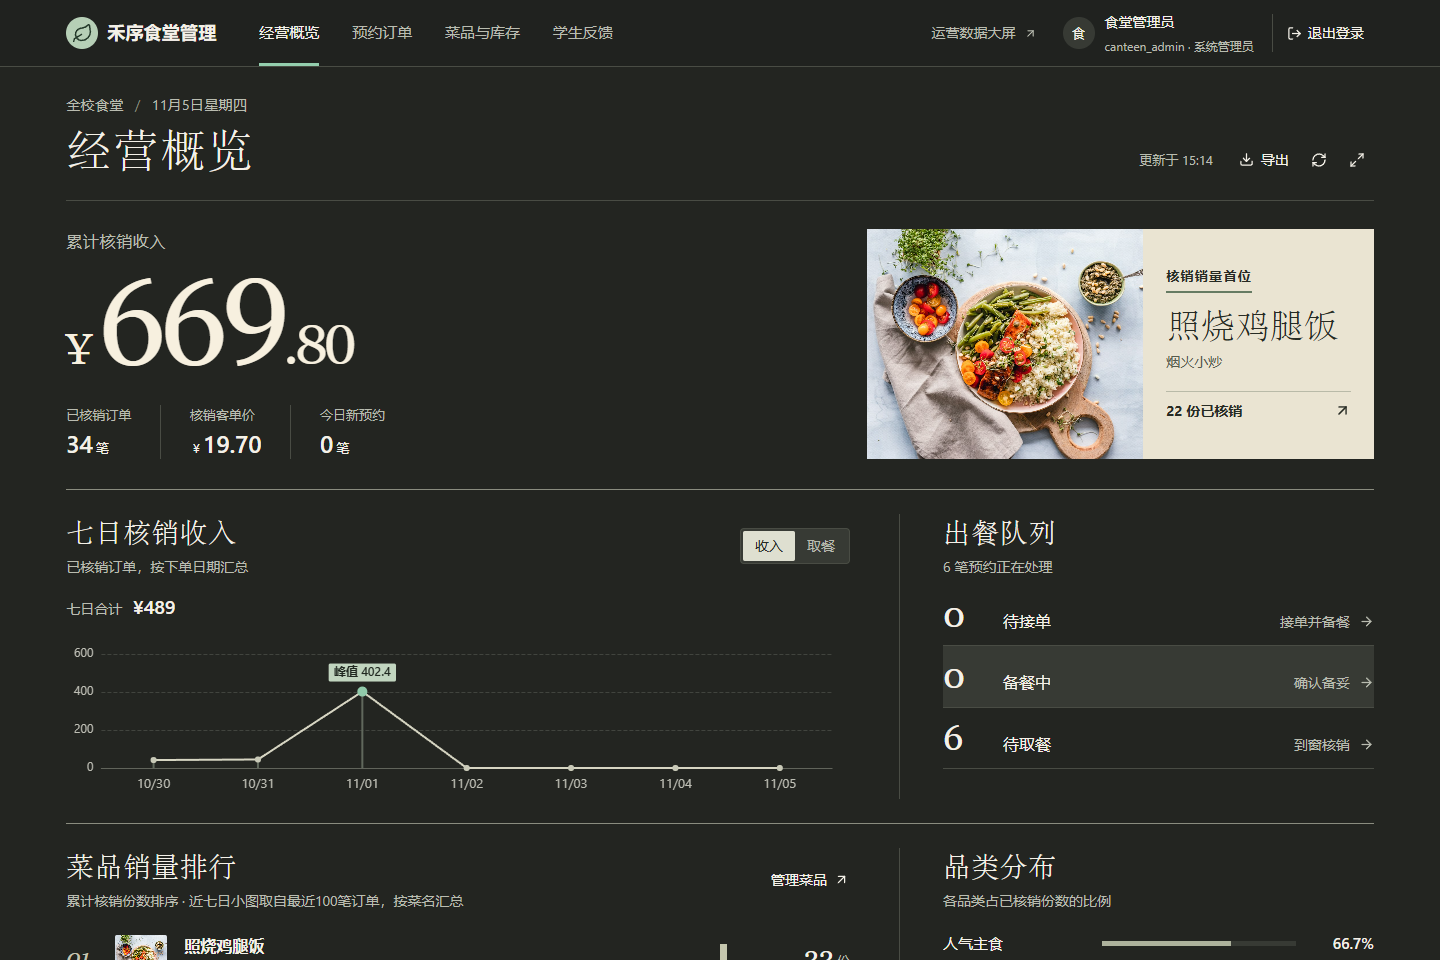 禾序食堂管理
经营概览
预约订单
菜品与库存
学生反馈
运营数据大屏
食
食堂管理员
canteen_admin · 系统管理员
退出登录
全校食堂 / 11月5日星期四
经营概览
更新于 15:14
导出
累计核销收入
¥669.80
已核销订单
34 笔
核销客单价
¥19.70
今日新预约
0 笔
核销销量首位
照烧鸡腿饭
烟火小炒
22 份已核销
七日核销收入
已核销订单，按下单日期汇总
收入
取餐
七日合计 ¥489
600
400
200
0
峰值 402.4
10/30
10/31
11/01
11/02
11/03
11/04
11/05
出餐队列
6 笔预约正在处理
0 待接单 接单并备餐
0 备餐中 确认备妥
6 待取餐 到窗核销
菜品销量排行
累计核销份数排序 · 近七日小图取自最近100笔订单，按菜名汇总
管理菜品
01
照烧鸡腿饭
22 份
品类分布
各品类占已核销份数的比例
人气主食
66.7%